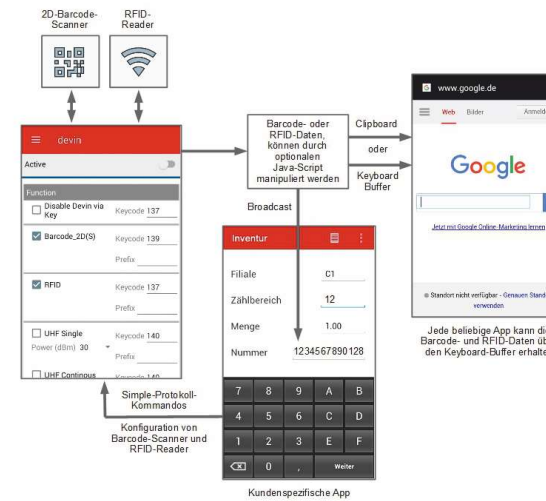 2D-Barcode-
Scanner
RFID-
Reader
devin
Active
Function
Disable Devin via
Key
Keycode 137
Barcode_2D(S)
Keycode 139
Prefix
RFID
Keycode 137
Prefix
UHF Single
Keycode 140
Power (dBm) 30
Prefix
UHF Continous
Keycode 140
Barcode- oder
RFID-Daten,
können durch
optionalen
Java-Script
manipuliert werden
Clipboard
oder
Keyboard
Buffer
Broadcast
www.google.de
Web Bilder Anmeld
Google
Jetzt mit Google Online-Marketing lernen
Standort nicht verfügbar - Genauen Stand
verwenden
Jede beliebige App kann die
Barcode- und RFID-Daten üb
den Keyboard-Buffer erhalte
Inventur
Filiale C1
Zählbereich 12
Menge 1.00
Nummer 1234567890128
7 8 9 A B
4 5 6 C D
1 2 3 E F
0 , Weiter
Simple-Protokoll-
Kommandos
Konfiguration von
Barcode-Scanner und
RFID-Reader
Kundenspezifische App